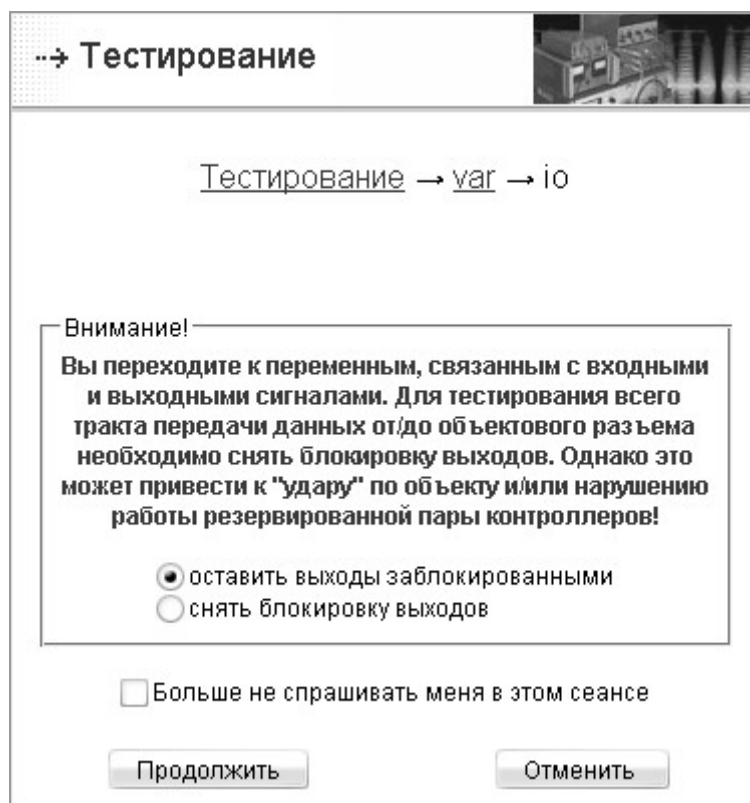 ⇢ Тестирование
Тестирование → var → io
Внимание!
Вы переходите к переменным, связанным с входными
и выходными сигналами. Для тестирования всего
тракта передачи данных от/до объектового разъема
необходимо снять блокировку выходов. Однако это
может привести к "удару" по объекту и/или нарушению
работы резервированной пары контроллеров!
оставить выходы заблокированными
снять блокировку выходов
Больше не спрашивать меня в этом сеансе
Продолжить
Отменить